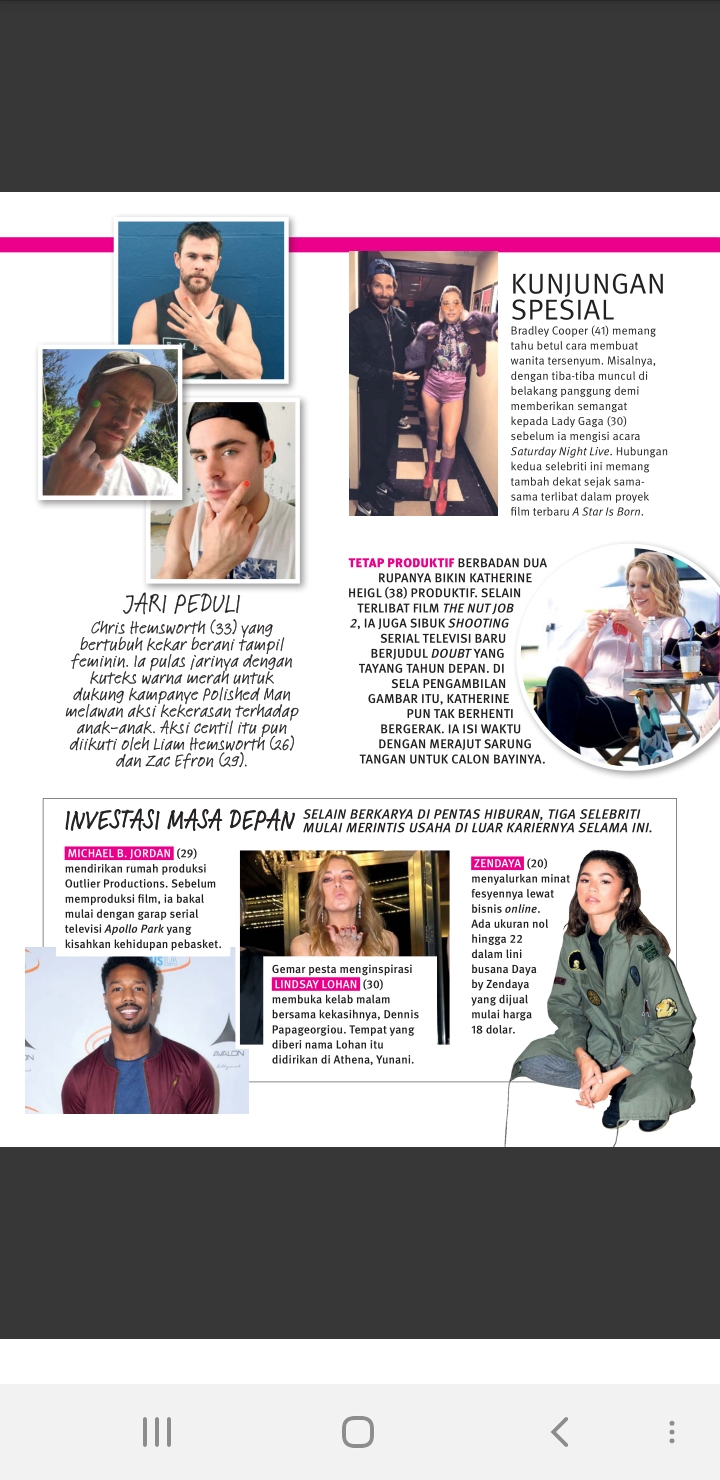 JARI PEDULI
Chris Hemsworth (33) yang
bertubuh kekar berani tampil
feminin. Ia pulas jarinya dengan
kuteks warna merah untuk
dukung kampanye Polished Man
melawan aksi kekerasan terhadap
anak-anak. Aksi centil itu pun
diikuti oleh Liam Hemsworth (26)
dan Zac Efron (29).
KUNJUNGAN
SPESIAL
Bradley Cooper (41) memang
tahu betul cara membuat
wanita tersenyum. Misalnya,
dengan tiba-tiba muncul di
belakang panggung demi
memberikan semangat
kepada Lady Gaga (30)
sebelum ia mengisi acara
Saturday Night Live. Hubungan
kedua selebriti ini memang
tambah dekat sejak sama-
sama terlibat dalam proyek
film terbaru A Star Is Born.
TETAP PRODUKTIF BERBADAN DUA
RUPANYA BIKIN KATHERINE
HEIGL (38) PRODUKTIF. SELAIN
TERLIBAT FILM THE NUT JOB
2, IA JUGA SIBUK SHOOTING
SERIAL TELEVISI BARU
BERJUDUL DOUBT YANG
TAYANG TAHUN DEPAN. DI
SELA PENGAMBILAN
GAMBAR ITU, KATHERINE
PUN TAK BERHENTI
BERGERAK. IA ISI WAKTU
DENGAN MERAJUT SARUNG
TANGAN UNTUK CALON BAYINYA.
INVESTASI MASA DEPAN
SELAIN BERKARYA DI PENTAS HIBURAN, TIGA SELEBRITI
MULAI MERINTIS USAHA DI LUAR KARIERNYA SELAMA INI.
MICHAEL B. JORDAN (29)
mendirikan rumah produksi
Outlier Productions. Sebelum
memproduksi film, ia bakal
mulai dengan garap serial
televisi Apollo Park yang
kisahkan kehidupan pebasket.
AVALON
Hollywood
Gemar pesta menginspirasi
LINDSAY LOHAN (30)
membuka kelab malam
bersama kekasihnya, Dennis
Papageorgiou. Tempat yang
diberi nama Lohan itu
didirikan di Athena, Yunani.
ZENDAYA (20)
menyalurkan minat
fesyennya lewat
bisnis online.
Ada ukuran nol
hingga 22
dalam lini
busana Daya
by Zendaya
yang dijual
mulai harga
18 dolar.